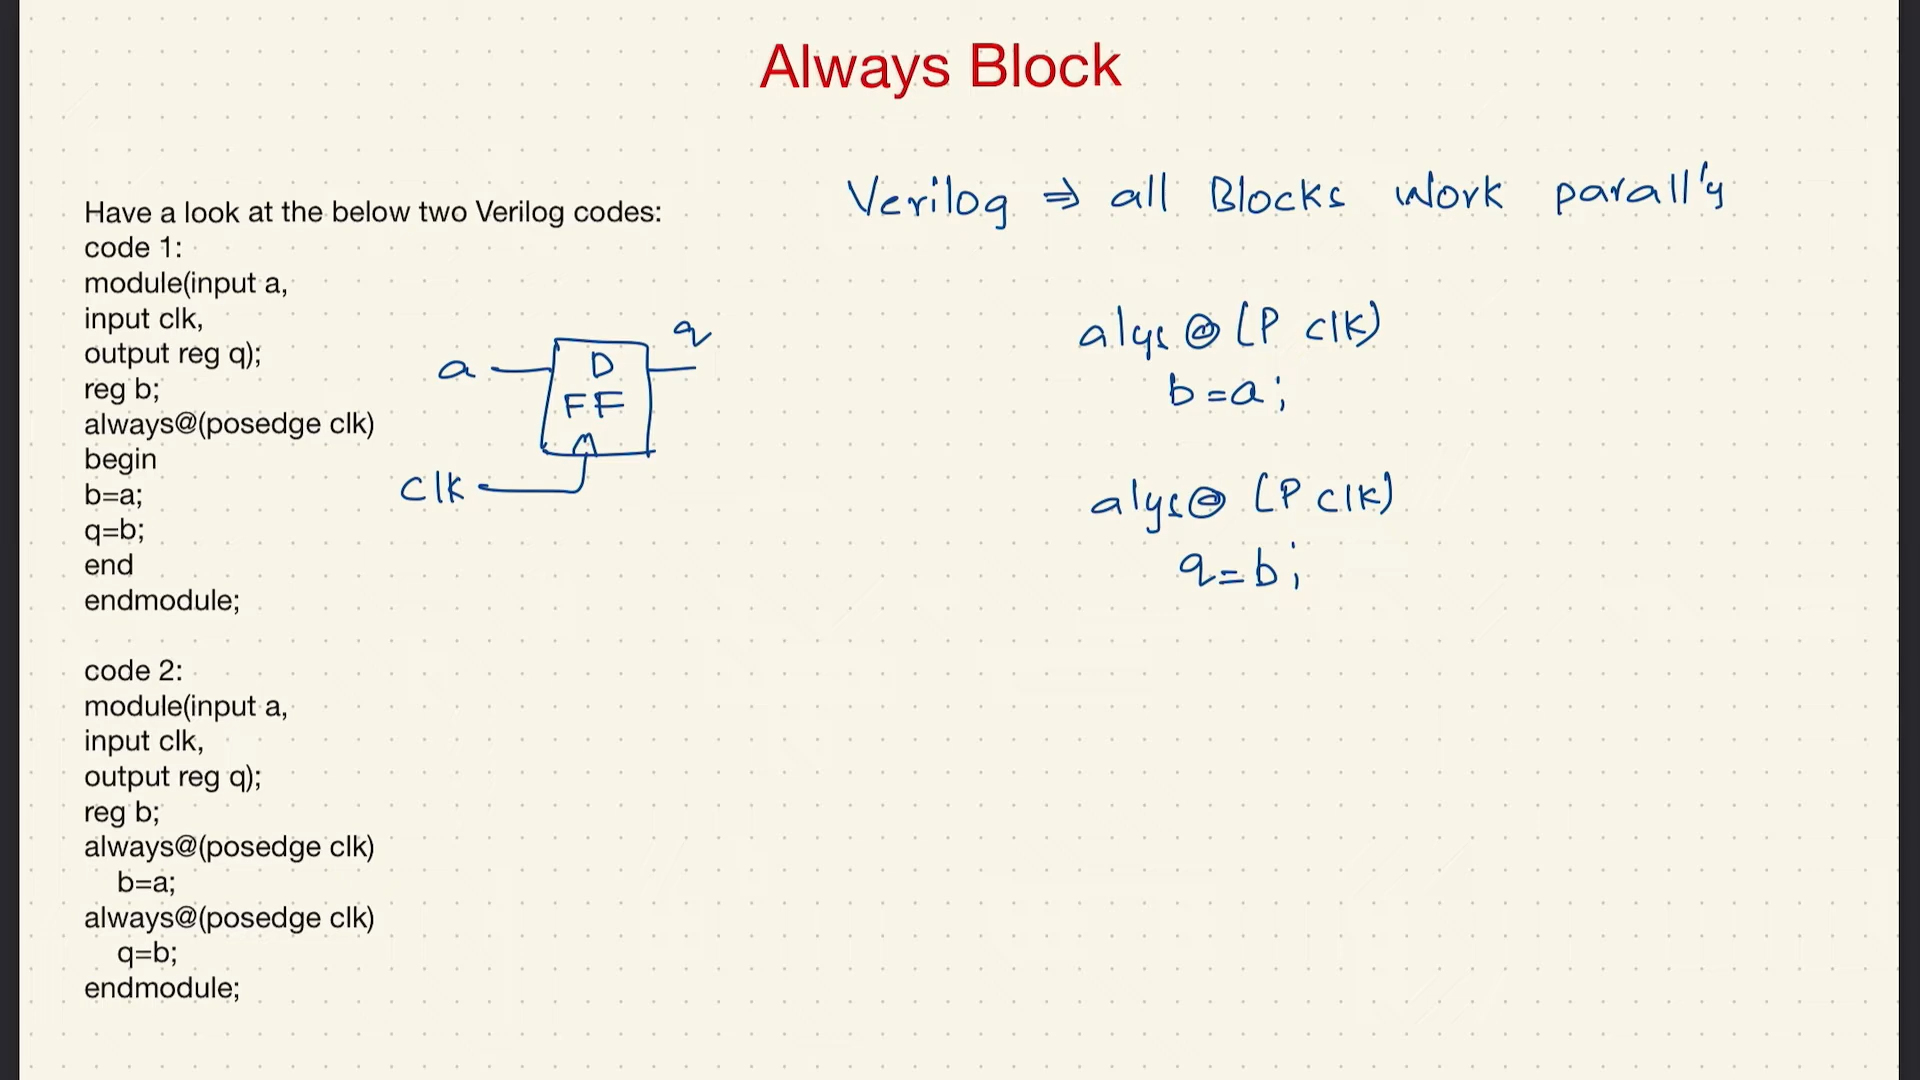 Always Block
Have a look at the below two Verilog codes:
code 1:
module(input a,
input clk,
output reg q);
reg b;
always@(posedge clk)
begin
b=a;
q=b;
end
endmodule;
code 2:
module(input a,
input clk,
output reg q);
reg b;
always@(posedge clk)
b=a;
always@(posedge clk)
q=b;
endmodule;
a
D
FF
q
clk
Verilog ⇒ all Blocks work parall'y
alys@(P clk)
b=a;
alys@(P clk)
q=b;